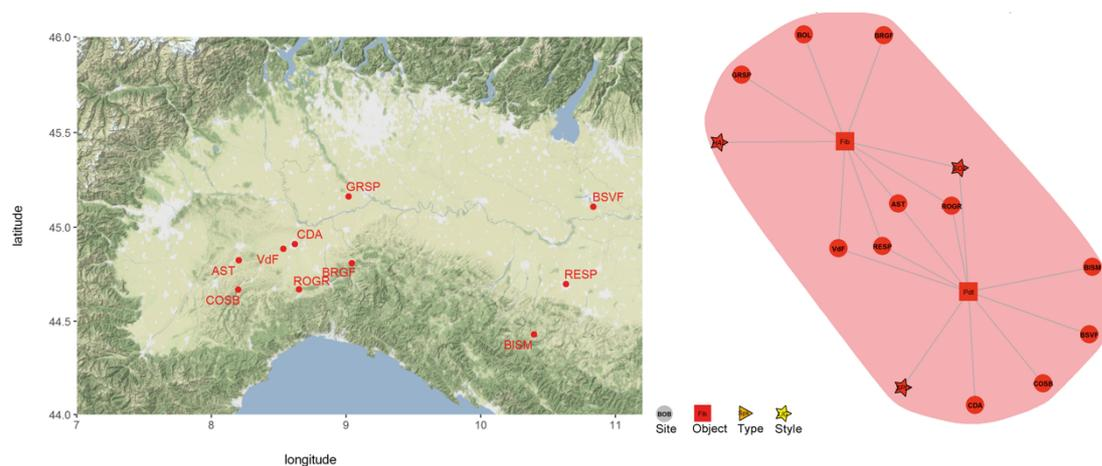 46.0
45.5
45.0
44.5
44.0
latitude
7
8
9
10
11
longitude
GRSP
BSVF
CDA
VdF
AST
BRGF
ROGR
COSB
RESP
BISM
BOL
BRGF
GRSP
Fib
AST
ROGR
VdF
RESP
BISM
BSVF
COSB
CDA
BOB
Fib
Site
Object
Type
Style